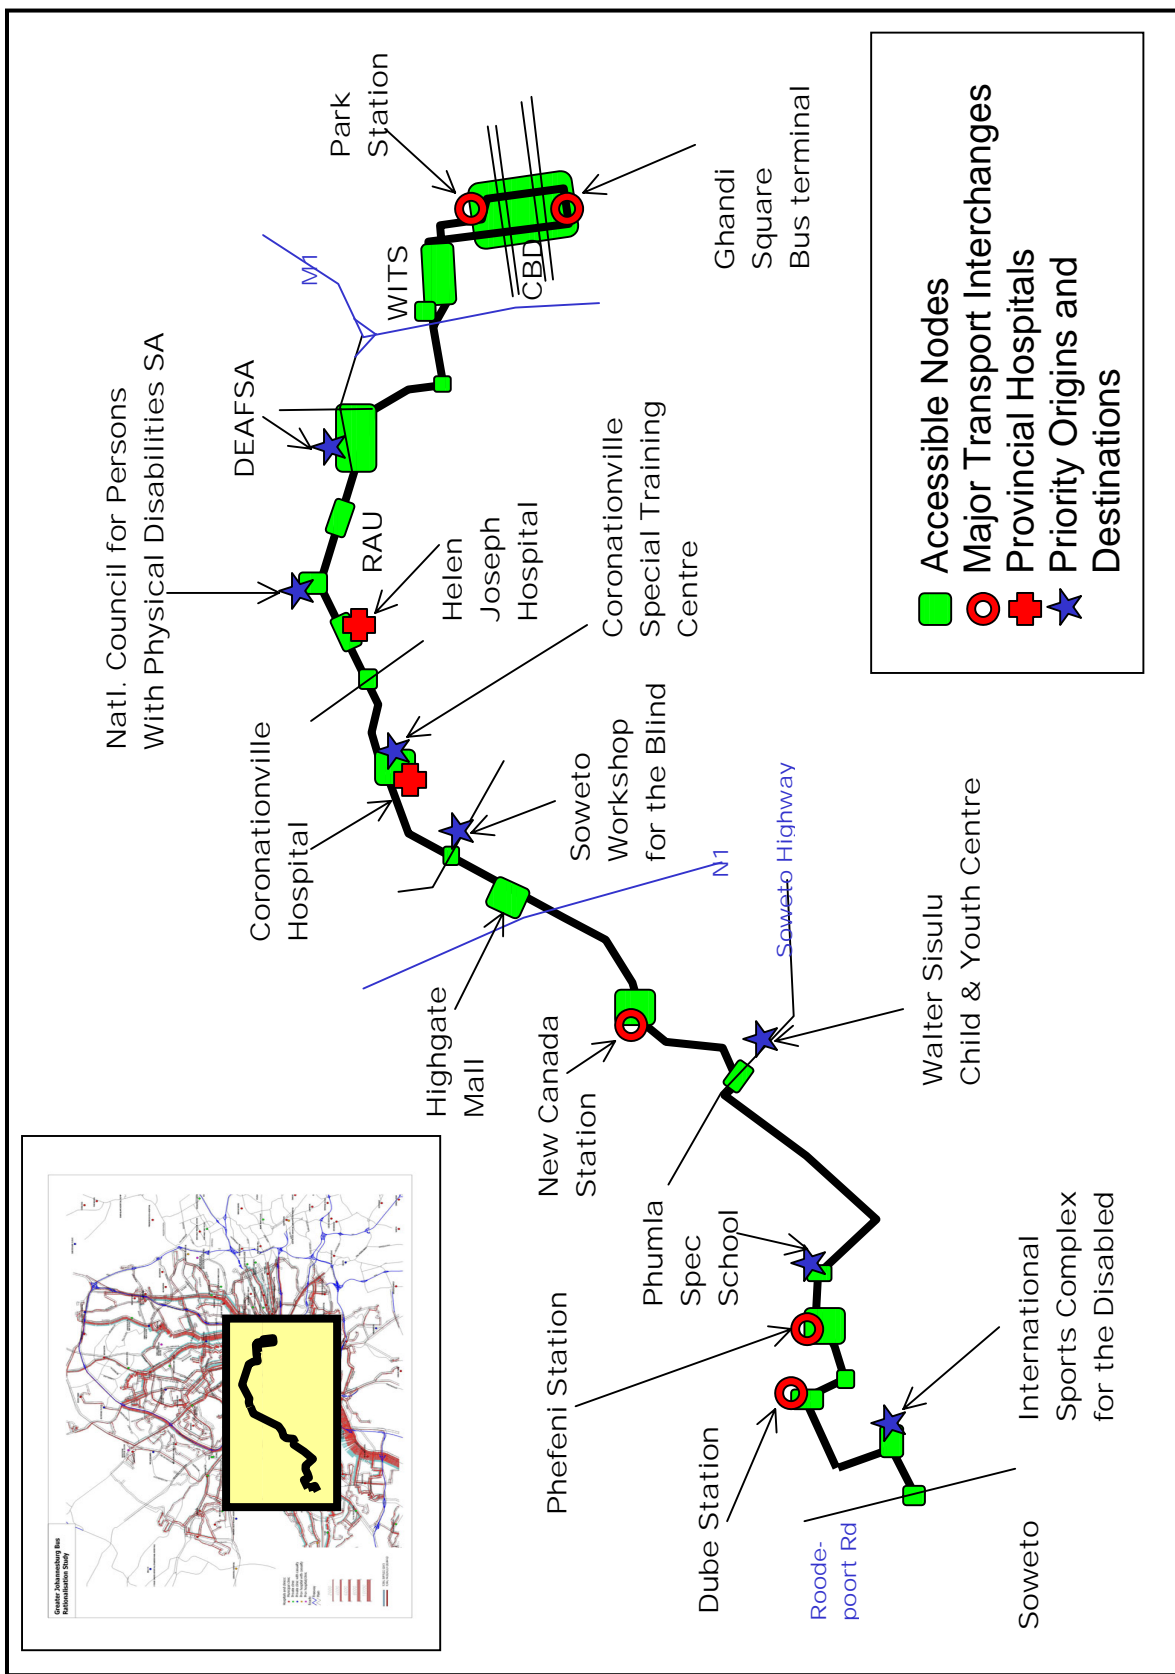 Park
Station
Ghandi
Square
Bus terminal
M1
WITS
CBD
DEAFSA
Natl. Council for Persons
With Physical Disabilities SA
RAU
Helen
Joseph
Hospital
Coronationville
Special Training
Centre
Coronationville
Hospital
Soweto
Workshop
for the Blind
N1
Highgate
Mall
New Canada
Station
Soweto Highway
Walter Sisulu
Child & Youth Centre
Phumla
Spec
School
Phefeni Station
Dube Station
International
Sports Complex
for the Disabled
Roode-
poort Rd
Soweto
Accessible Nodes
Major Transport Interchanges
Provincial Hospitals
Priority Origins and
Destinations
Greater Johannesburg Bus
Rationalisation Study